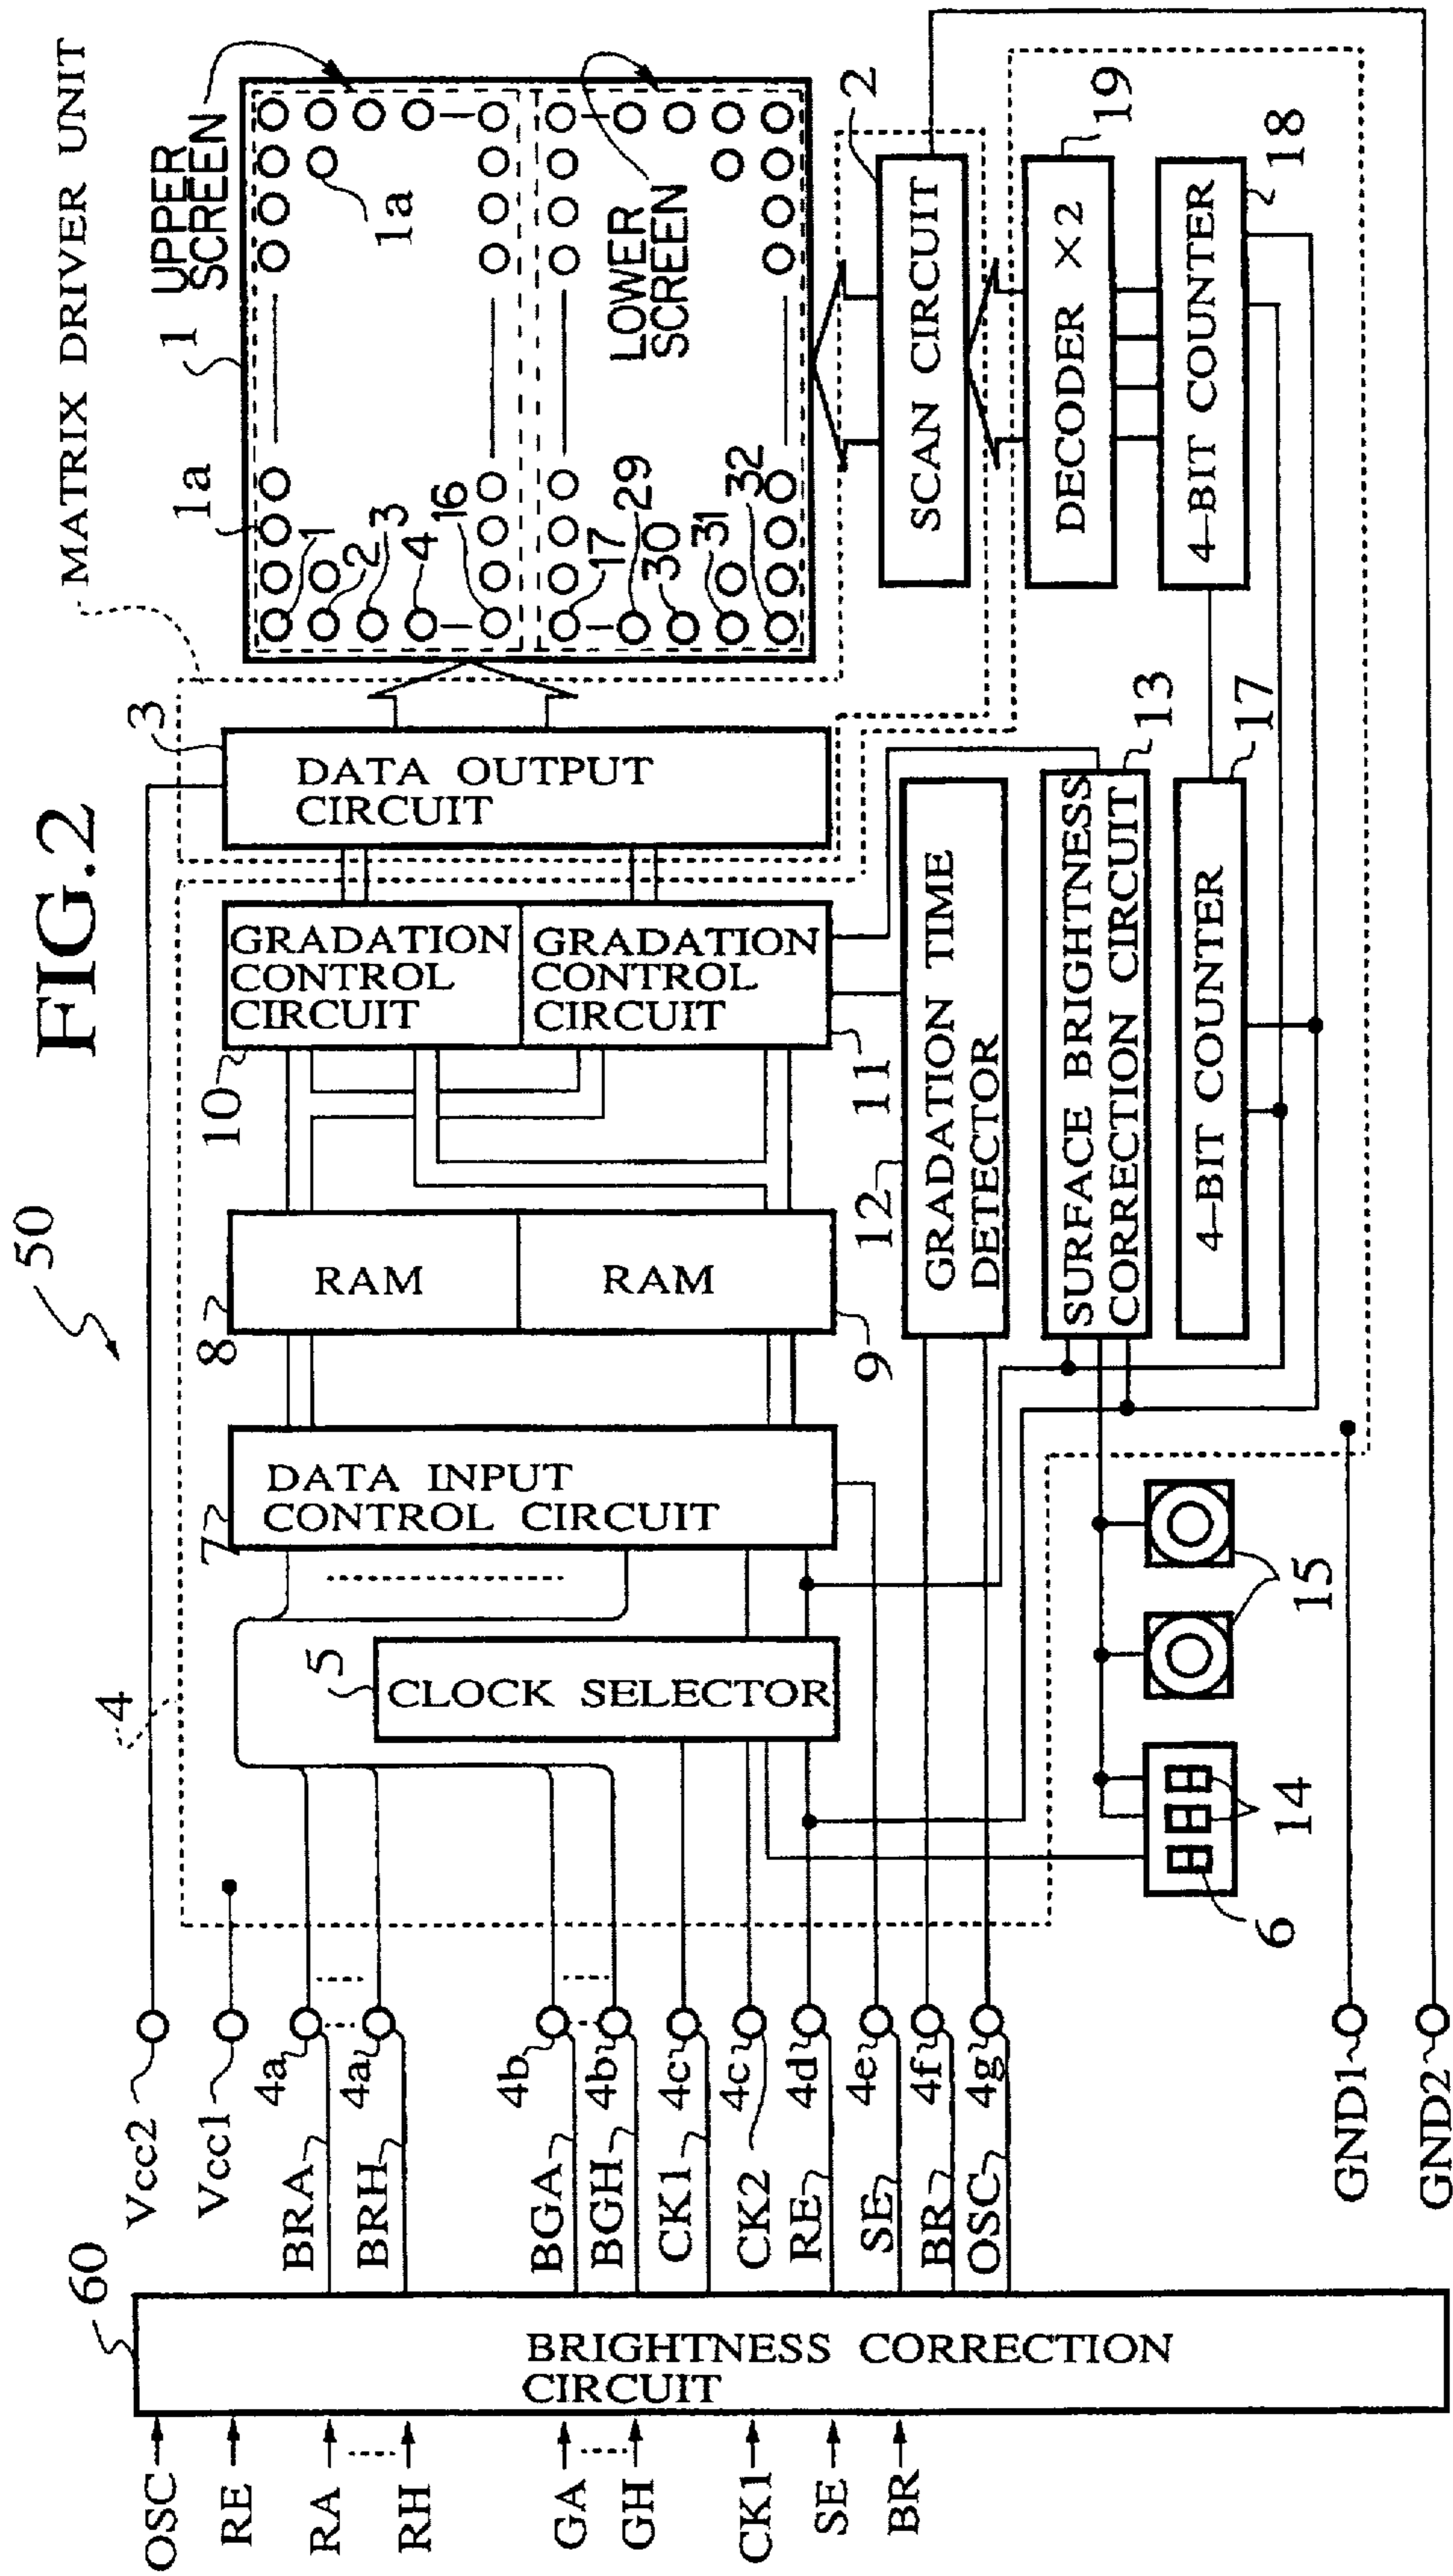 FIG.2
50
60
BRIGHTNESS CORRECTION
CIRCUIT
OSC
RE
RA
RH
GA
GH
CK1
SE
BR
Vcc2
Vcc1
BRA
BRH
BGA
BGH
CK1
CK2
RE
SE
BR
OSC
GND1
GND2
4a
4a
4b
4b
4c
4c
4d
4e
4f
4g
4
5
CLOCK SELECTOR
6
14
15
7
DATA INPUT
CONTROL CIRCUIT
8
RAM
RAM
9
10
GRADATION
CONTROL
CIRCUIT
GRADATION
CONTROL
CIRCUIT
11
12
GRADATION TIME
DETECTOR
SURFACE BRIGHTNESS
CORRECTION CIRCUIT
13
4-BIT COUNTER
17
3
DATA OUTPUT
CIRCUIT
MATRIX DRIVER UNIT
1
UPPER
SCREEN
1a
1a
1
2
3
4
16
LOWER
SCREEN
17
29
30
31
32
2
SCAN CIRCUIT
DECODER ×2
19
4-BIT COUNTER
18